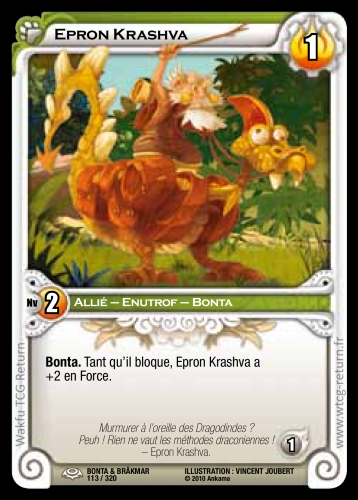 Epron Krashva
1
Nv 2 Allié – Enutrof – Bonta
Bonta. Tant qu'il bloque, Epron Krashva a
+2 en Force.
Murmurer à l'oreille des Dragodindes ?
Peuh ! Rien ne vaut les méthodes draconiennes !
– Epron Krashva.
1
BONTA & BRÂKMAR
113 / 320
ILLUSTRATION : VINCENT JOUBERT
© 2010 Ankama
Wakfu TCG Return
www.wtcg-return.fr